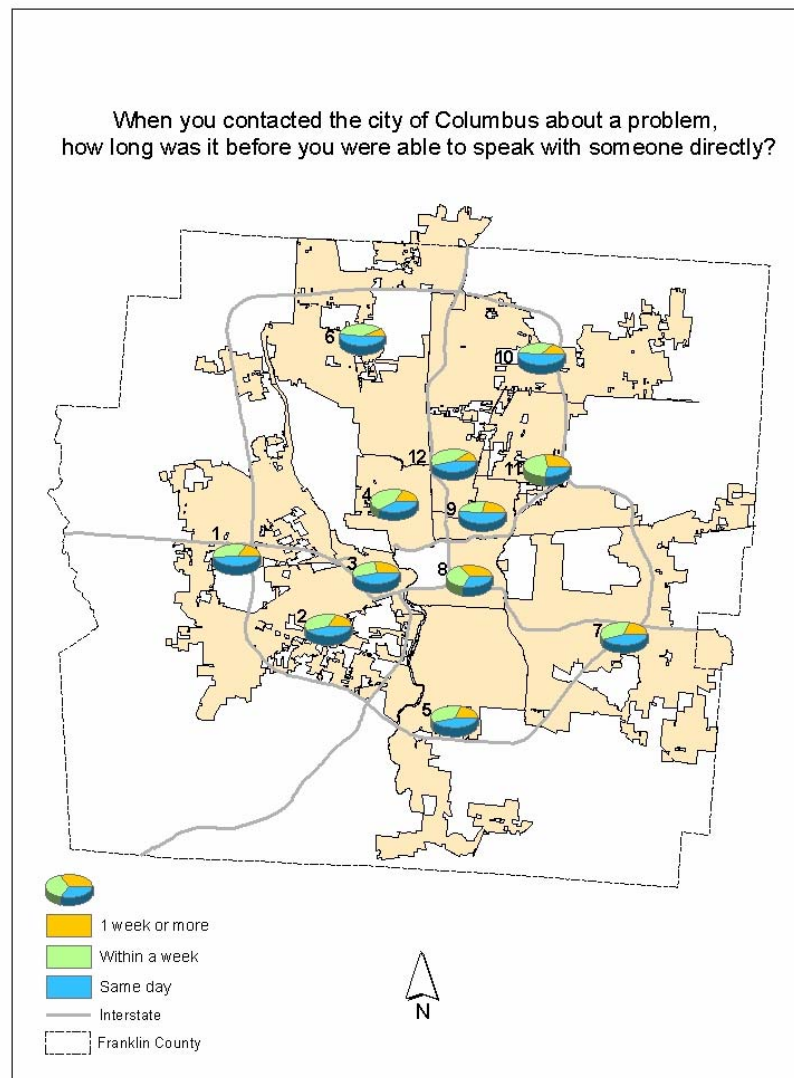 When you contacted the city of Columbus about a problem,
how long was it before you were able to speak with someone directly?
6
10
12
11
4
9
1
3
8
2
7
5
1 week or more
Within a week
Same day
Interstate
Franklin County
N